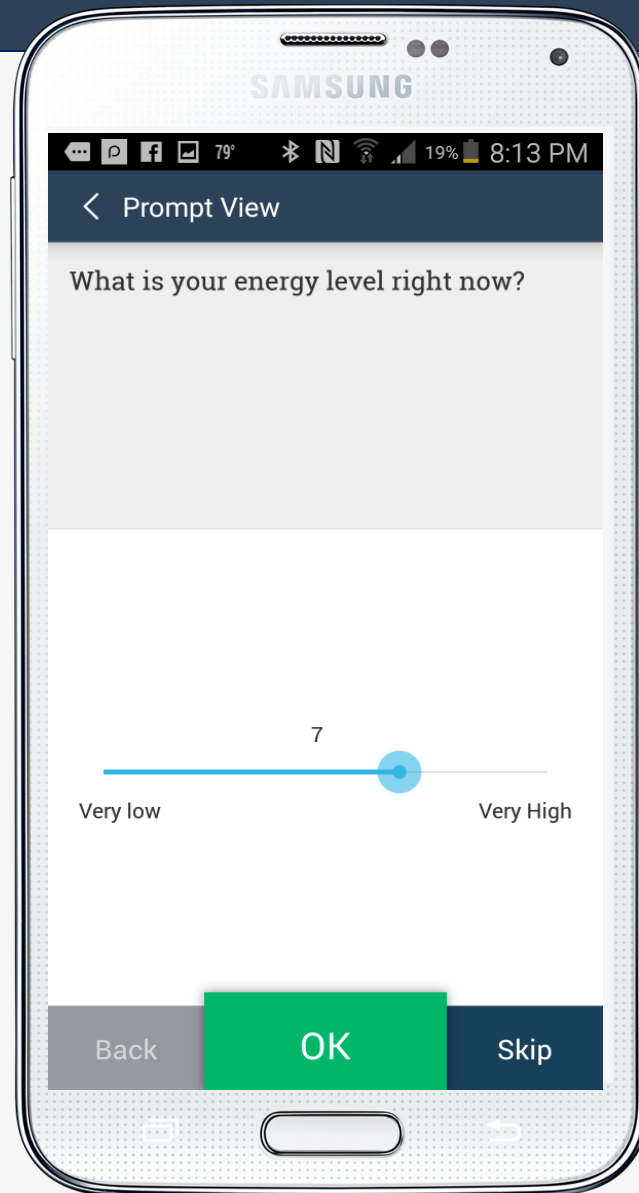 SAMSUNG
79° 19% 8:13 PM
Prompt View
What is your energy level right now?
7
Very low Very High
Back OK Skip